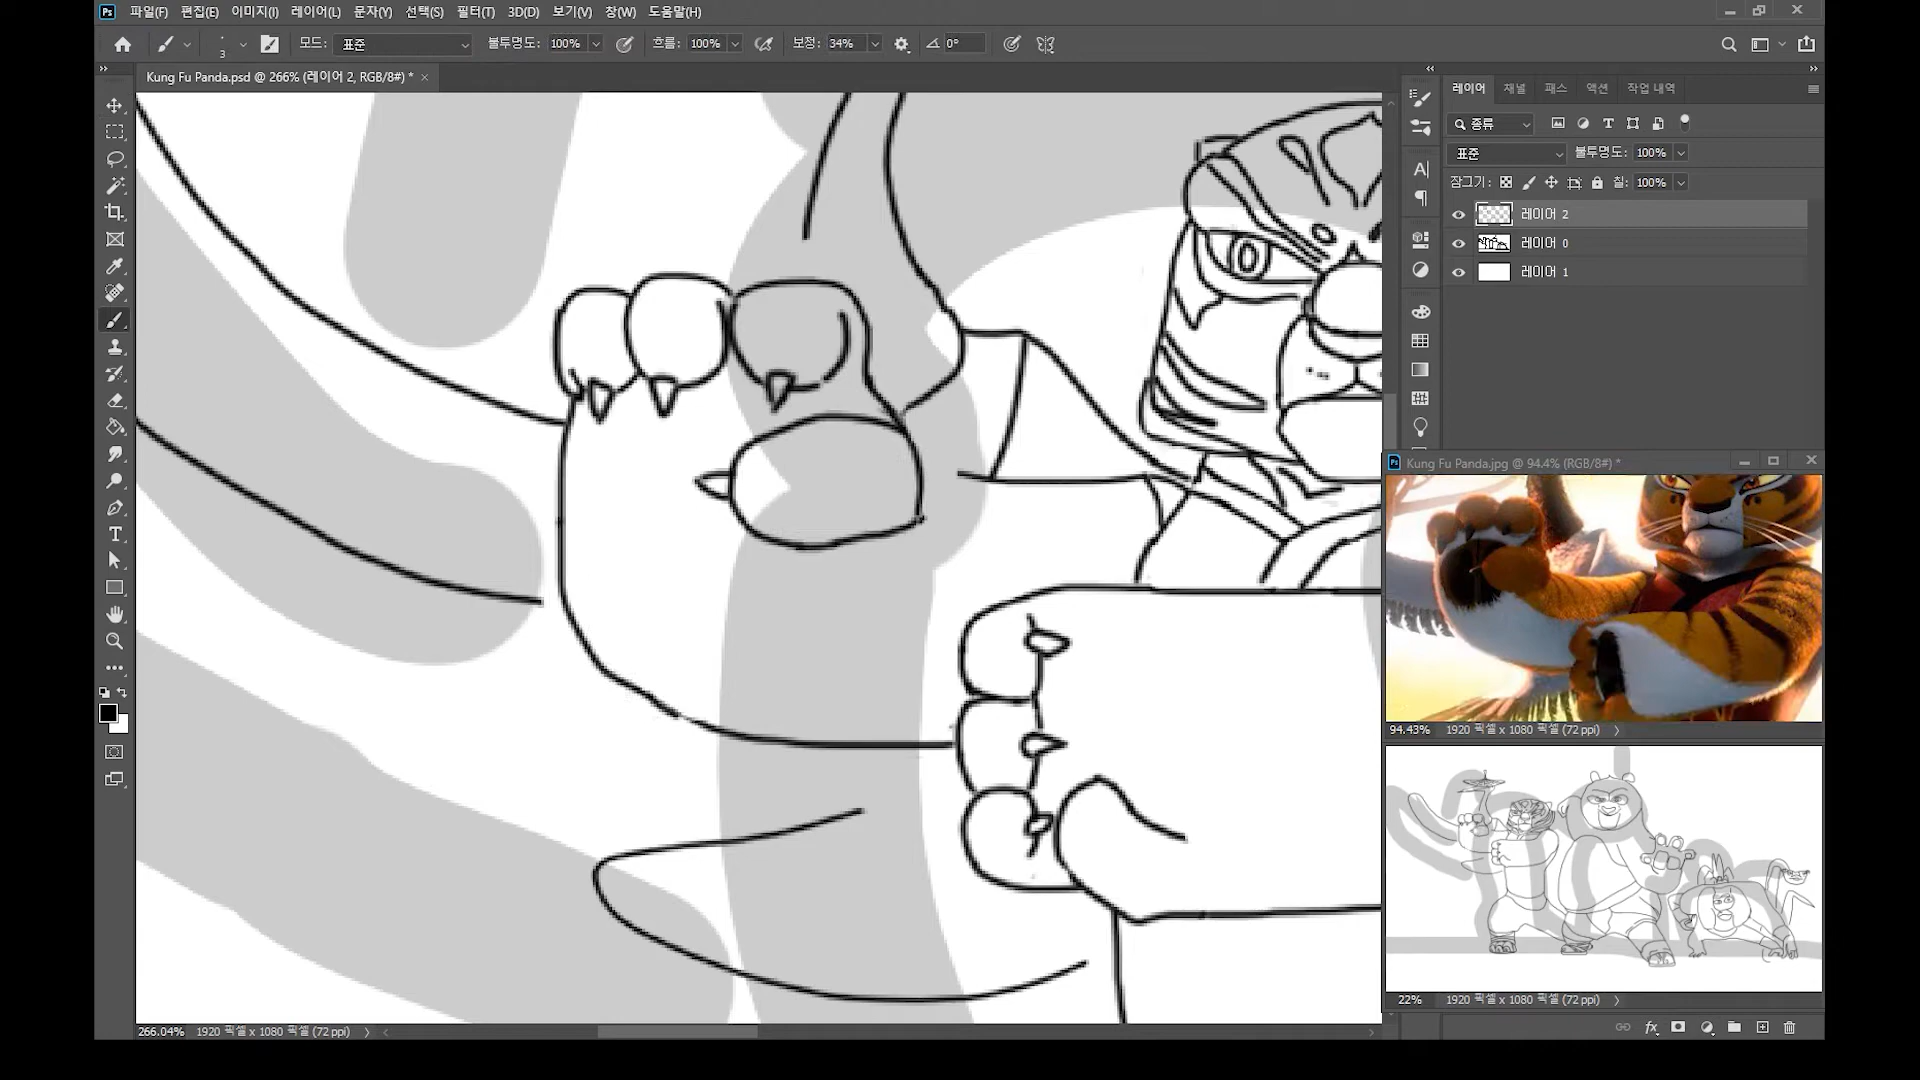 Ps 파일(F) 편집(E) 이미지(I) 레이어(L) 문자(Y) 선택(S) 필터(T) 3D(D) 보기(V) 창(W) 도움말(H)
3 모드: 표준 불투명도: 100% 흐름: 100% 보정: 34% 0°
Kung Fu Panda.psd @ 266% (레이어 2, RGB/8#) *
레이어 채널 패스 액션 작업 내역
종류
표준 불투명도: 100%
잠그기: 칠: 100%
레이어 2
레이어 0
레이어 1
Kung Fu Panda.jpg @ 94.4% (RGB/8#) *
94.43% 1920 픽셀 x 1080 픽셀 (72 ppi)
22% 1920 픽셀 x 1080 픽셀 (72 ppi)
266.04% 1920 픽셀 x 1080 픽셀 (72 ppi)